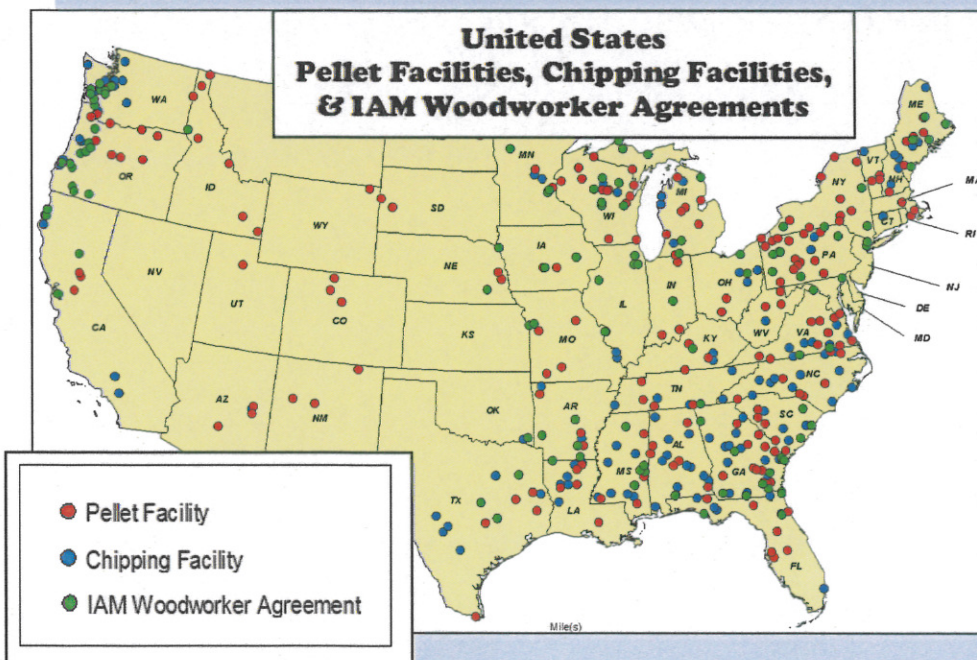 United States
Pellet Facilities, Chipping Facilities,
& IAM Woodworker Agreements
WA
OR
ID
WY
SD
MN
WI
MI
NY
VT
NH
ME
MA
CT
RI
NJ
DE
MD
PA
OH
IN
IL
IA
NE
NV
UT
CO
KS
MO
KY
WV
VA
NC
TN
SC
CA
AZ
NM
OK
AR
MS
AL
GA
TX
LA
FL
Pellet Facility
Chipping Facility
IAM Woodworker Agreement
Mile(s)